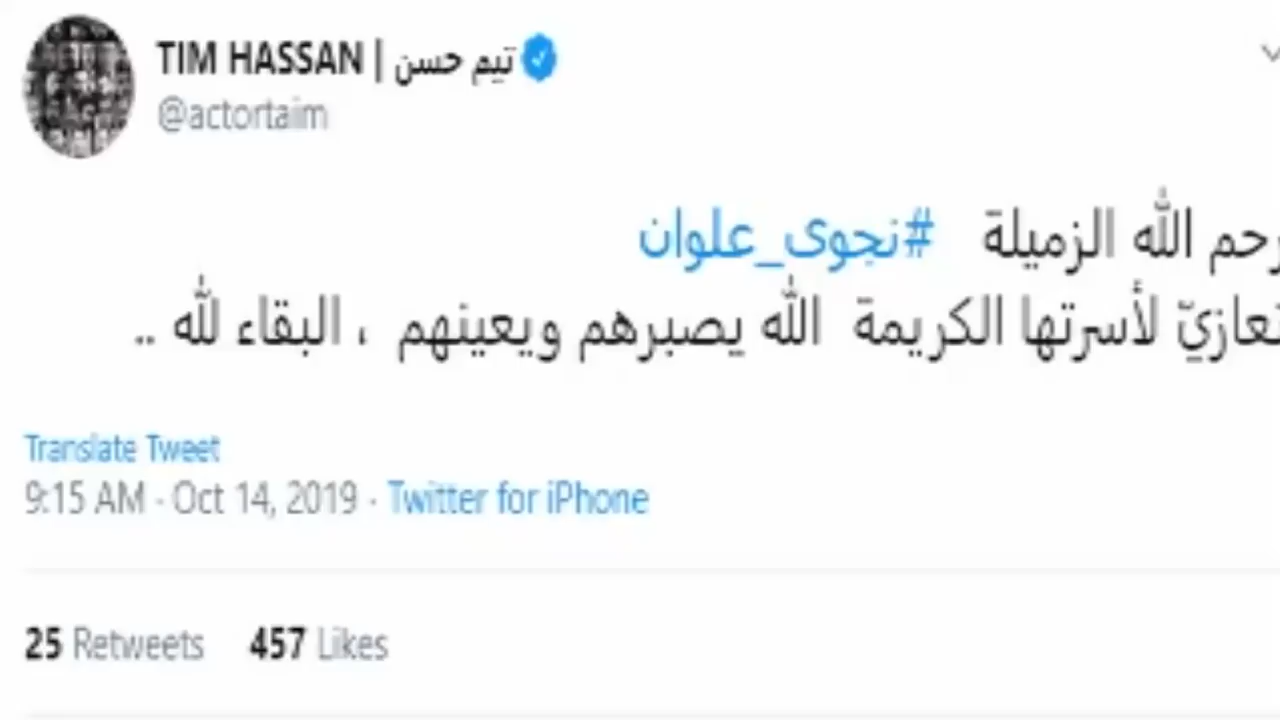 TIM HASSAN | تيم حسن
@actortaim
رحم الله الزميلة #نجوى_علوان
تعازيّ لأسرتها الكريمة الله يصبرهم ويعينهم ، البقاء لله ..
Translate Tweet
9:15 AM · Oct 14, 2019 · Twitter for iPhone
25 Retweets 457 Likes